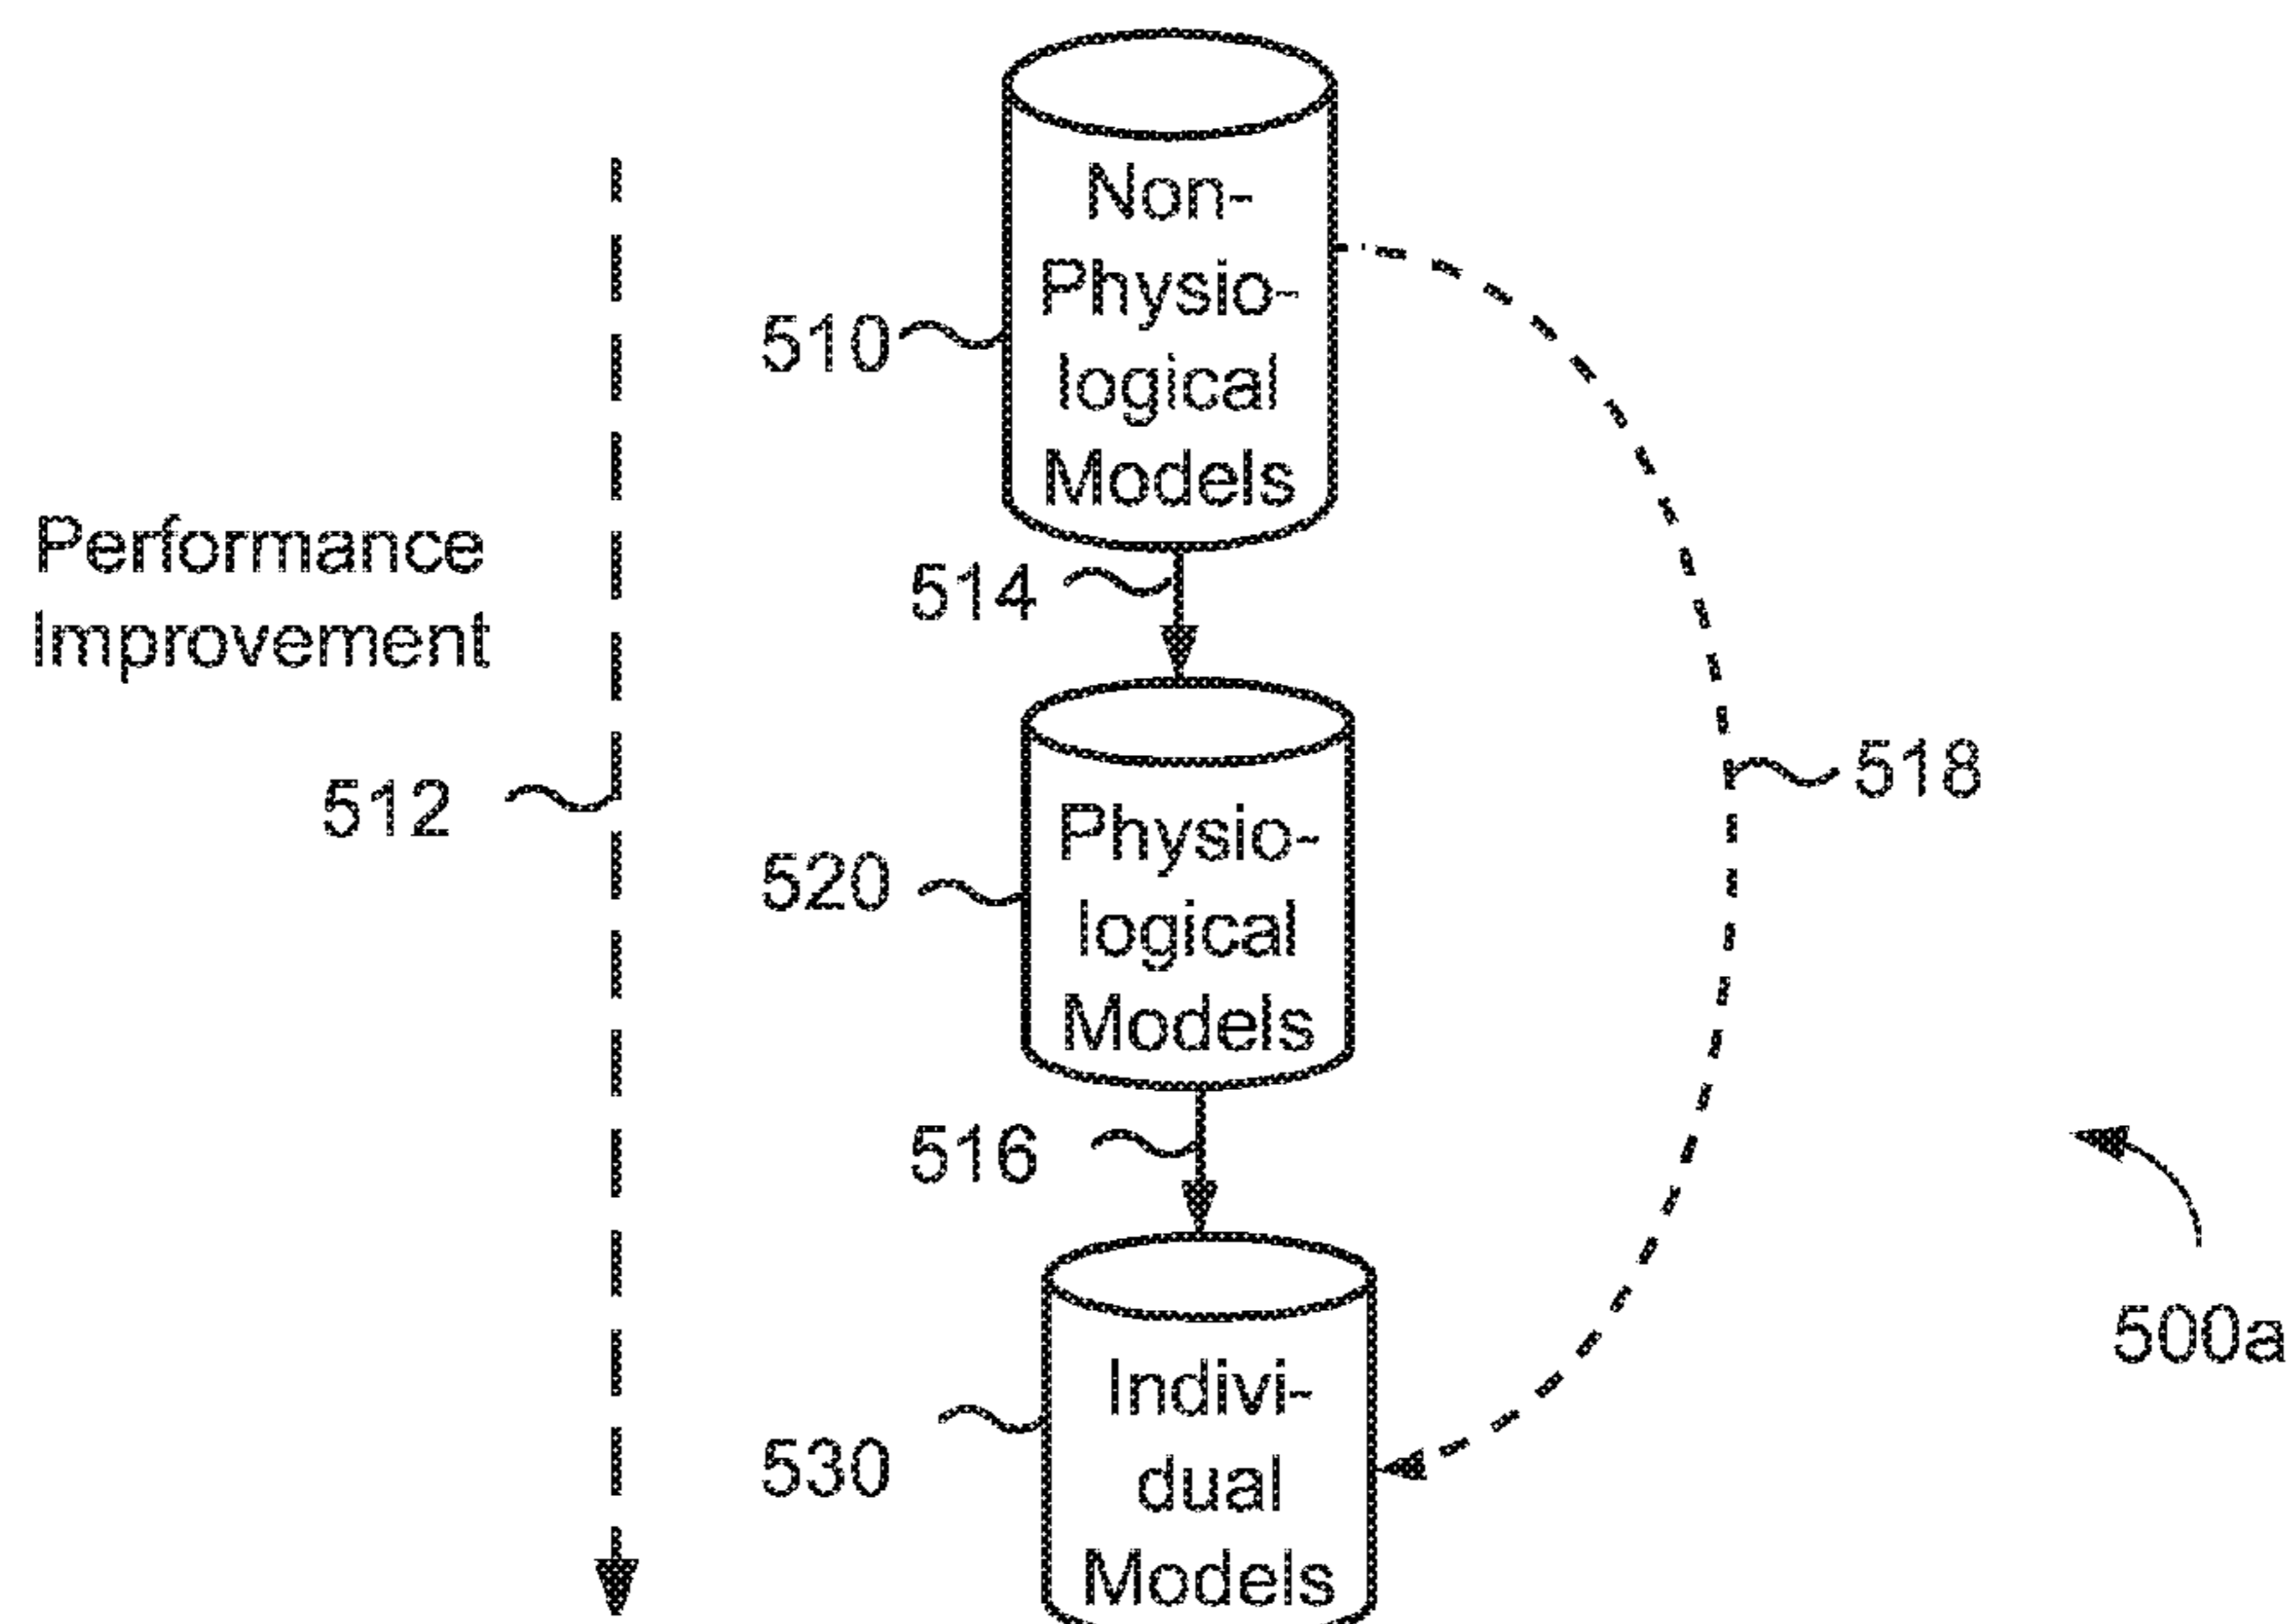 Non-
Physio-
logical
Models
510
514
Performance
Improvement
512
518
Physio-
logical
Models
520
516
500a
Indivi-
dual
Models
530